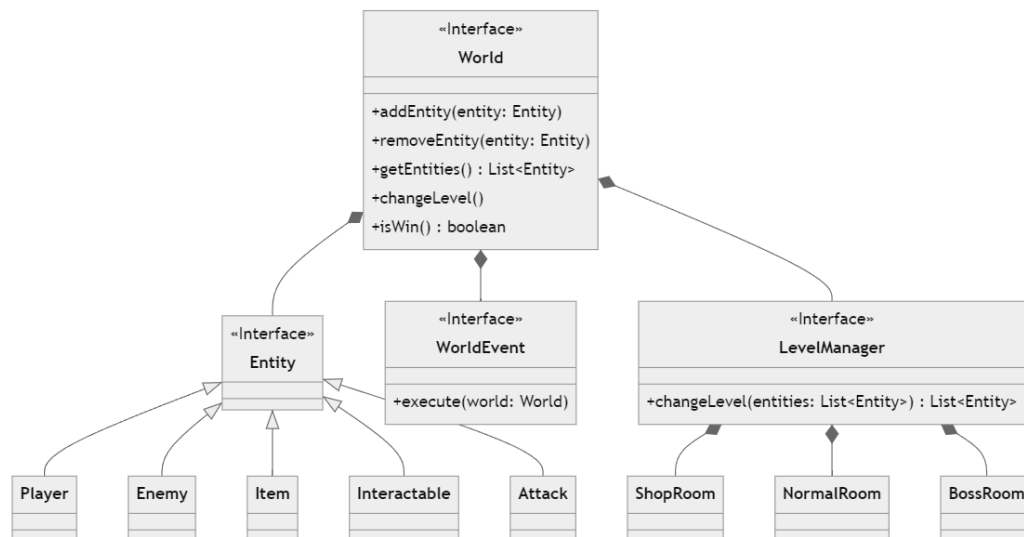 «Interface»
World
+addEntity(entity: Entity)
+removeEntity(entity: Entity)
+getEntities() : List<Entity>
+changeLevel()
+isWin() : boolean
«Interface»
Entity
«Interface»
WorldEvent
+execute(world: World)
«Interface»
LevelManager
+changeLevel(entities: List<Entity>) : List<Entity>
Player
Enemy
Item
Interactable
Attack
ShopRoom
NormalRoom
BossRoom